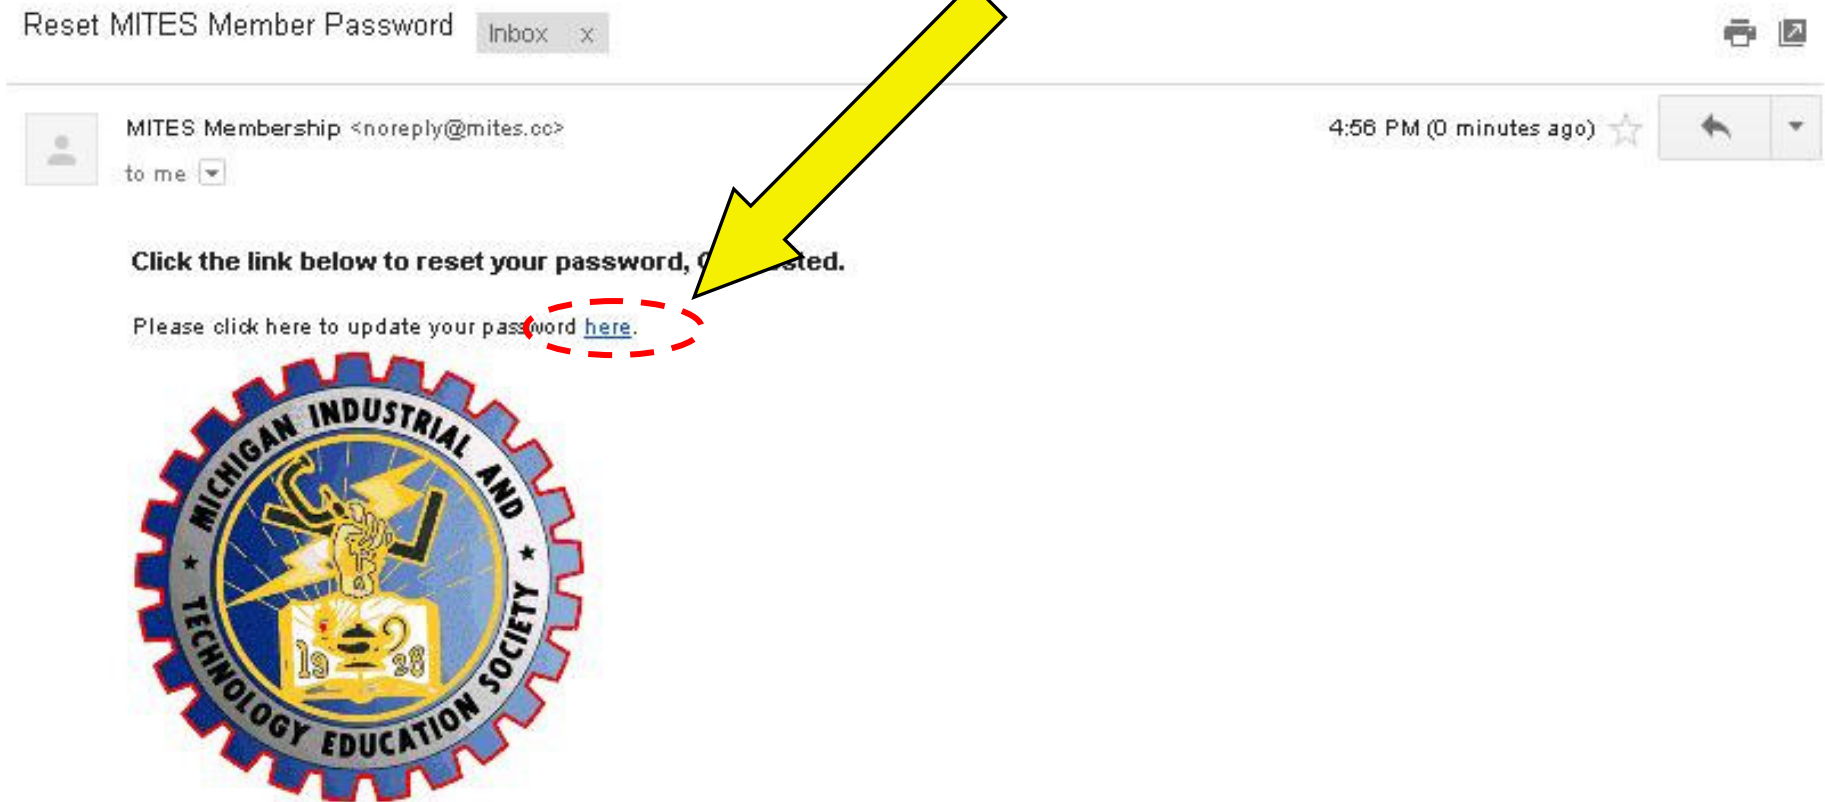 Reset MITES Member Password
Inbox x
MITES Membership <noreply@mites.cc>
4:56 PM (0 minutes ago)
to me
Click the link below to reset your password,
Please click here to update your password here.
MICHIGAN INDUSTRIAL AND
TECHNOLOGY EDUCATION SOCIETY
1938